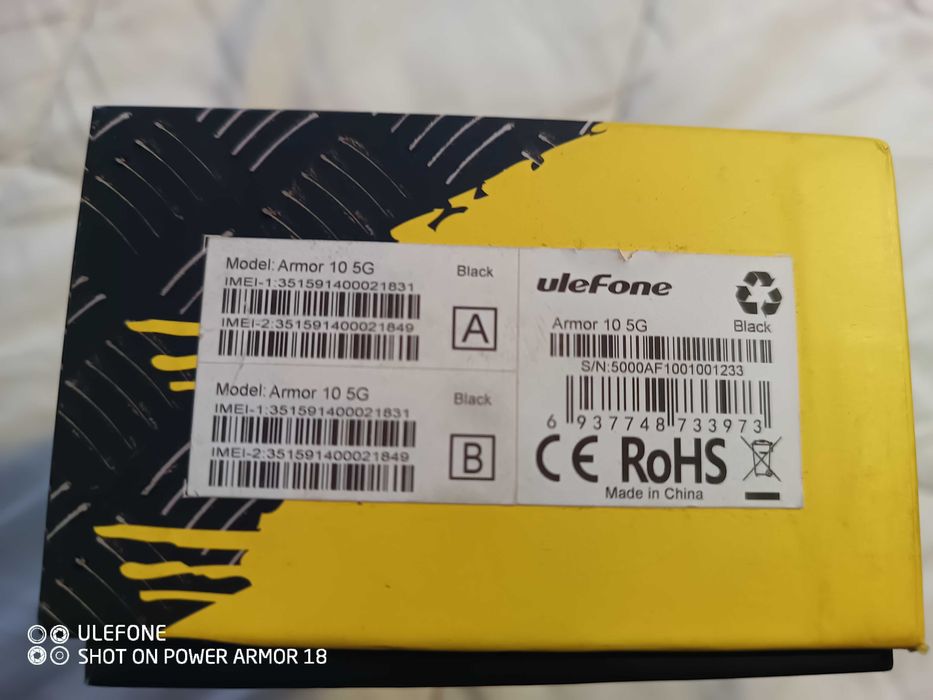 Model: Armor 10 5G
Black
IMEI-1:351591400021831
IMEI-2:351591400021849
A
Model: Armor 10 5G
Black
IMEI-1:351591400021831
IMEI-2:351591400021849
B
uleFone
Armor 10 5G
Black
S/N:5000AF1001001233
6 937748 733973
CE RoHS
Made in China
ULEFONE
SHOT ON POWER ARMOR 18